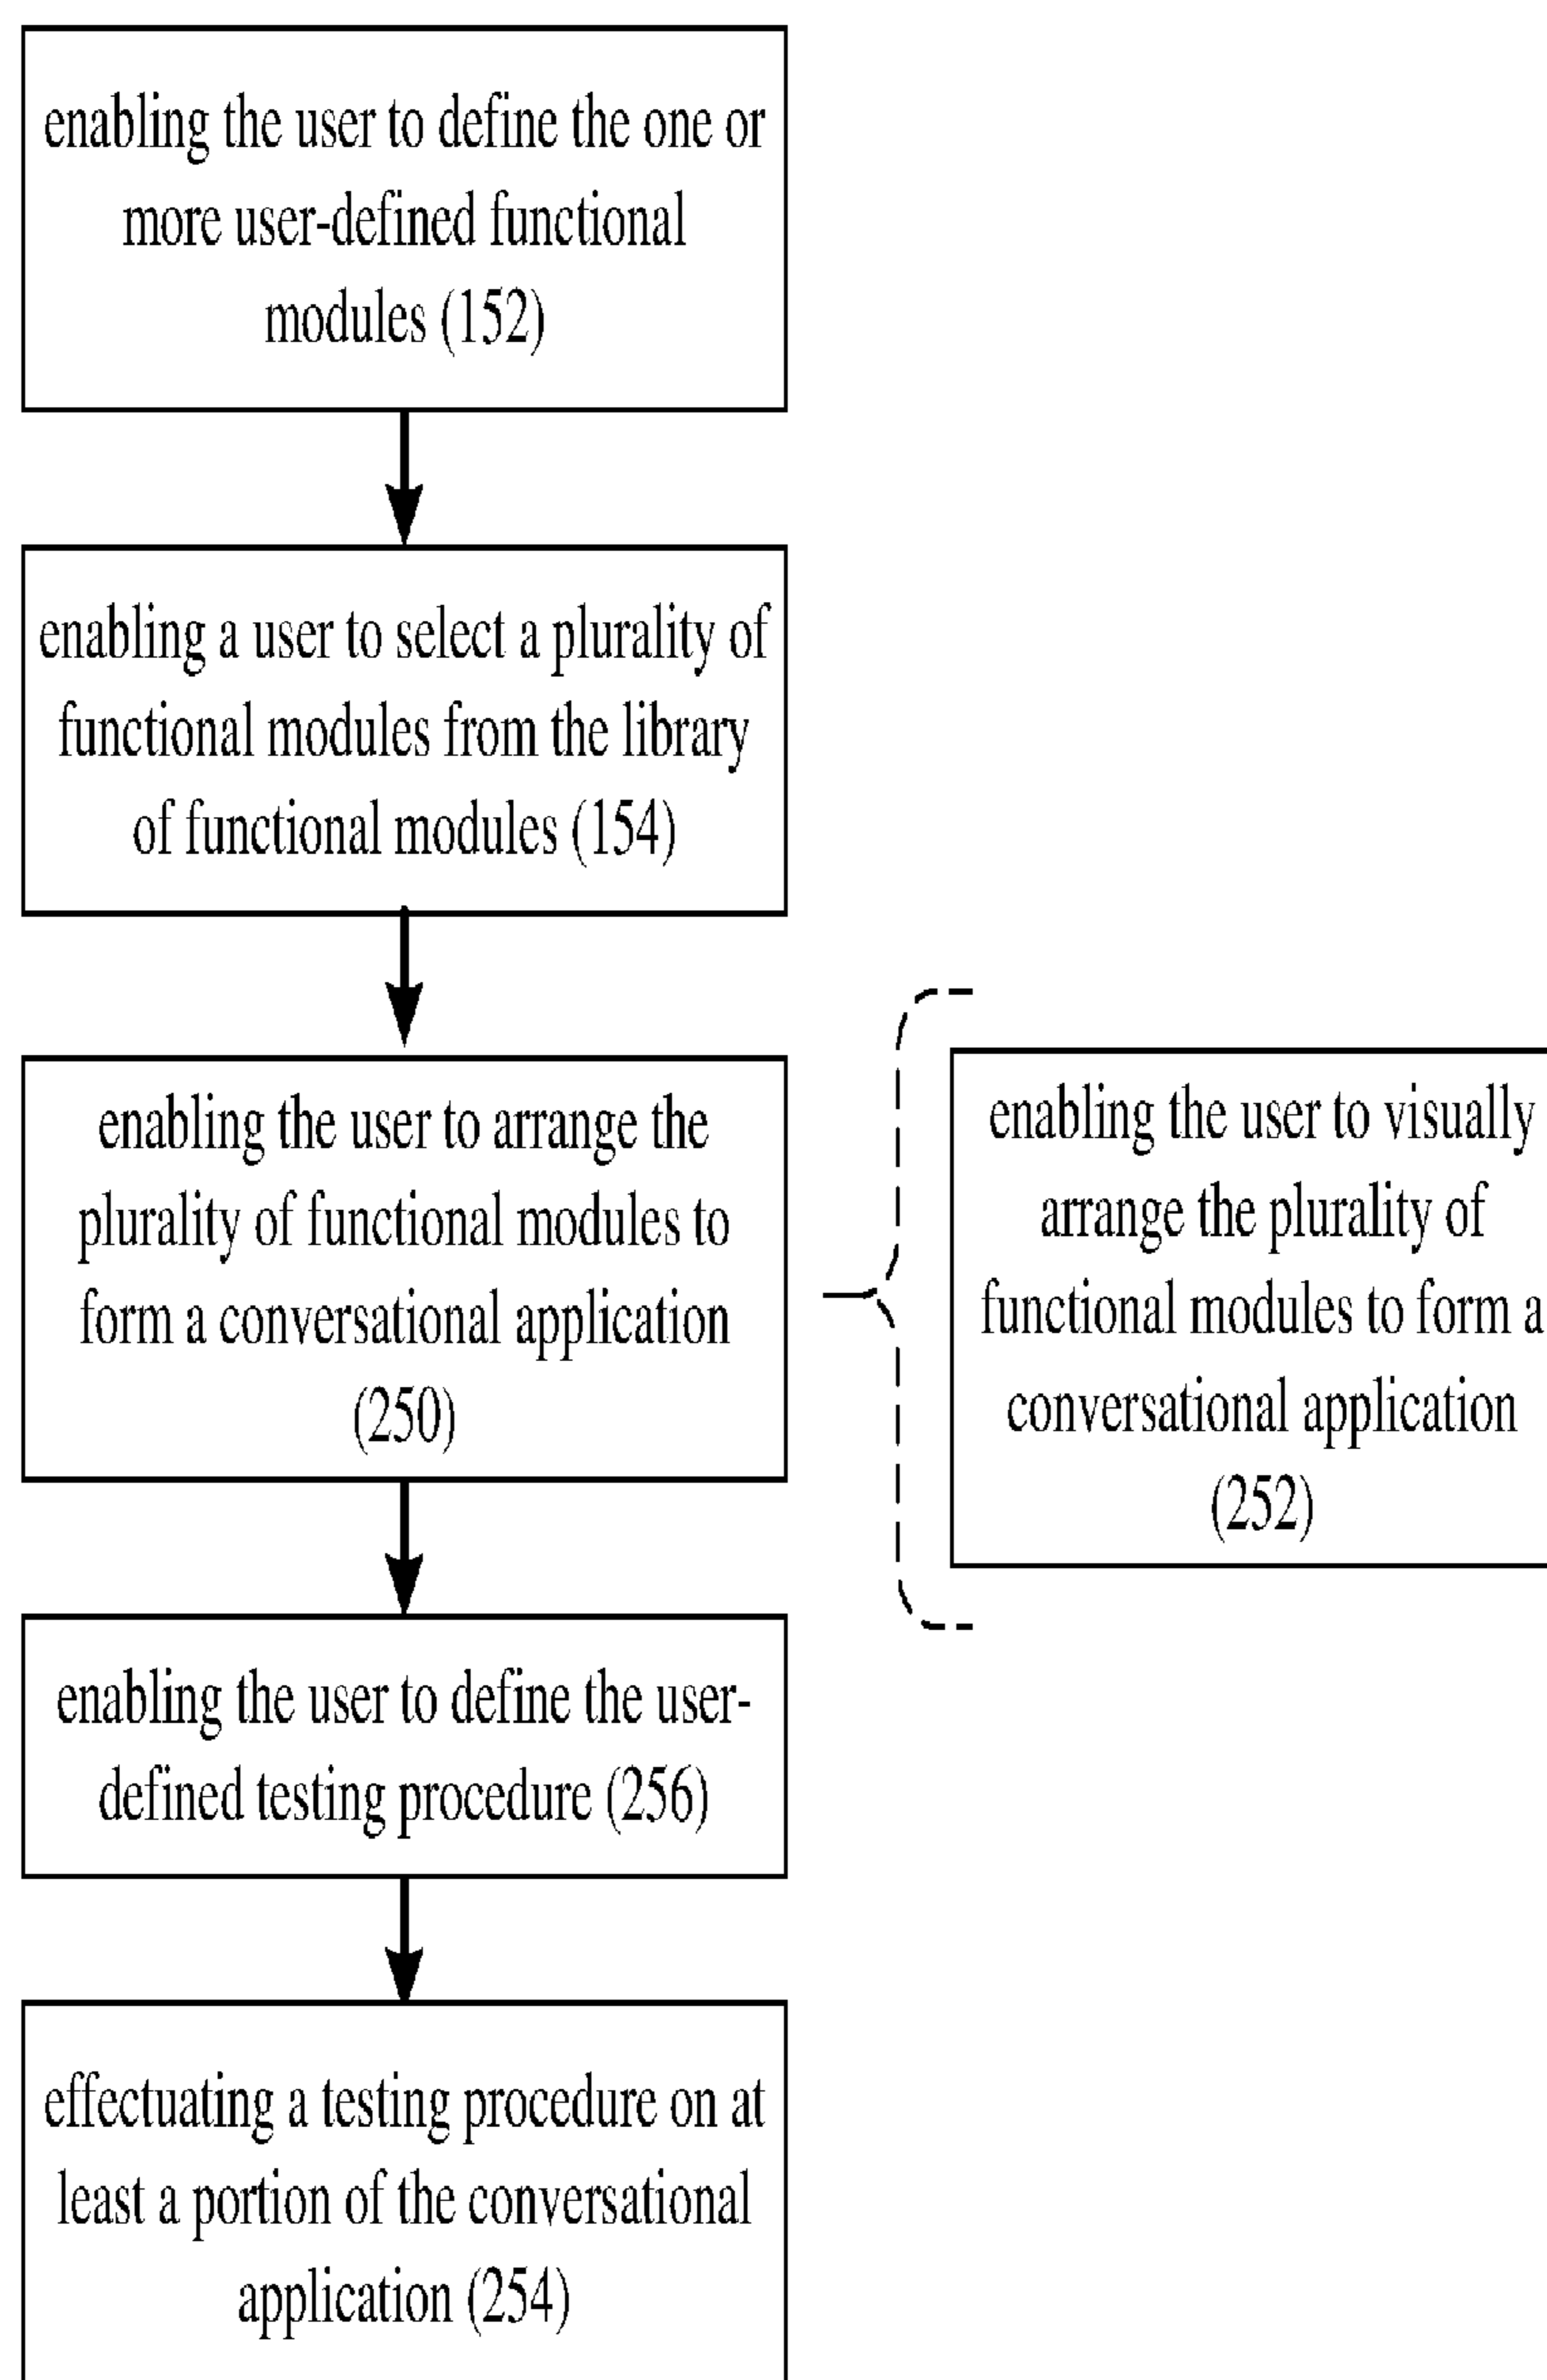 enabling the user to define the one or
more user-defined functional
modules (152)
enabling a user to select a plurality of
functional modules from the library
of functional modules (154)
enabling the user to arrange the
plurality of functional modules to
form a conversational application
(250)
enabling the user to visually
arrange the plurality of
functional modules to form a
conversational application
(252)
enabling the user to define the user-
defined testing procedure (256)
effectuating a testing procedure on at
least a portion of the conversational
application (254)